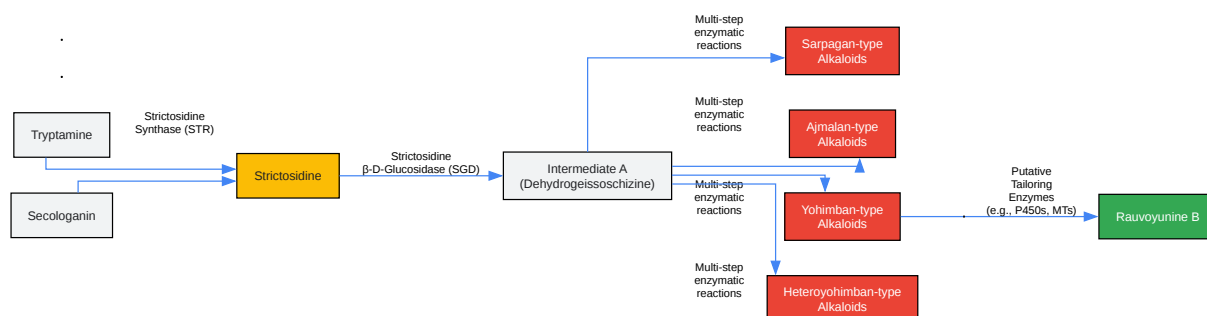 Multi-step
enzymatic
reactions
Sarpagan-type
Alkaloids
Tryptamine
Strictosidine
Synthase (STR)
Multi-step
enzymatic
reactions
Ajmalan-type
Alkaloids
Strictosidine
Strictosidine
β-D-Glucosidase (SGD)
Intermediate A
(Dehydrogeissoschizine)
Secologanin
Multi-step
enzymatic
reactions
Yohimban-type
Alkaloids
Putative
Tailoring
Enzymes
(e.g., P450s, MTs)
Rauvoyunine B
Multi-step
enzymatic
reactions
Heteroyohimban-type
Alkaloids